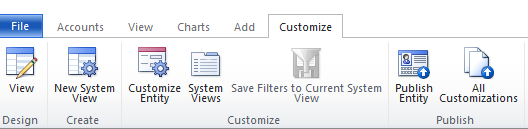 File Accounts View Charts Add Customize
View
New System View
Customize Entity
System Views
Save Filters to Current System View
Publish Entity
All Customizations
Design Create Customize Publish